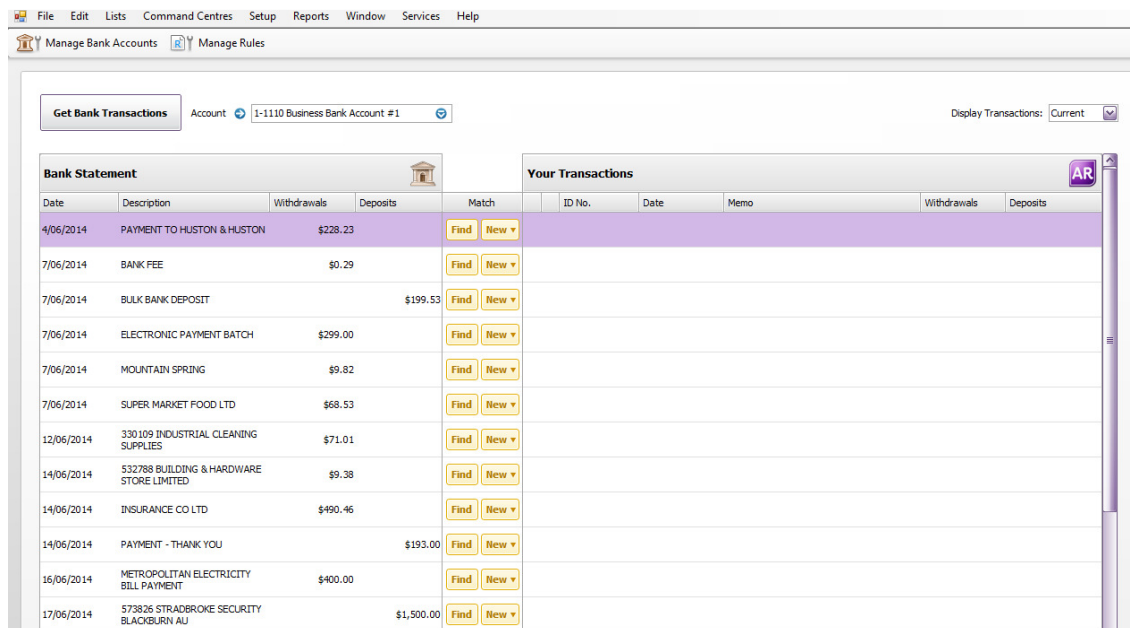 File Edit Lists Command Centres Setup Reports Window Services Help
Manage Bank Accounts R Manage Rules
Get Bank Transactions Account 1-1110 Business Bank Account #1 Display Transactions: Current
Bank Statement Your Transactions AR
Date Description Withdrawals Deposits Match ID No. Date Memo Withdrawals Deposits
4/06/2014 PAYMENT TO HUSTON & HUSTON $228.23 Find New
7/06/2014 BANK FEE $0.29 Find New
7/06/2014 BULK BANK DEPOSIT $199.53 Find New
7/06/2014 ELECTRONIC PAYMENT BATCH $299.00 Find New
7/06/2014 MOUNTAIN SPRING $9.82 Find New
7/06/2014 SUPER MARKET FOOD LTD $68.53 Find New
12/06/2014 330109 INDUSTRIAL CLEANING
SUPPLIES $71.01 Find New
14/06/2014 532788 BUILDING & HARDWARE
STORE LIMITED $9.38 Find New
14/06/2014 INSURANCE CO LTD $490.46 Find New
14/06/2014 PAYMENT - THANK YOU $193.00 Find New
16/06/2014 METROPOLITAN ELECTRICITY
BILL PAYMENT $400.00 Find New
17/06/2014 573826 STRADBROKE SECURITY
BLACKBURN AU $1,500.00 Find New